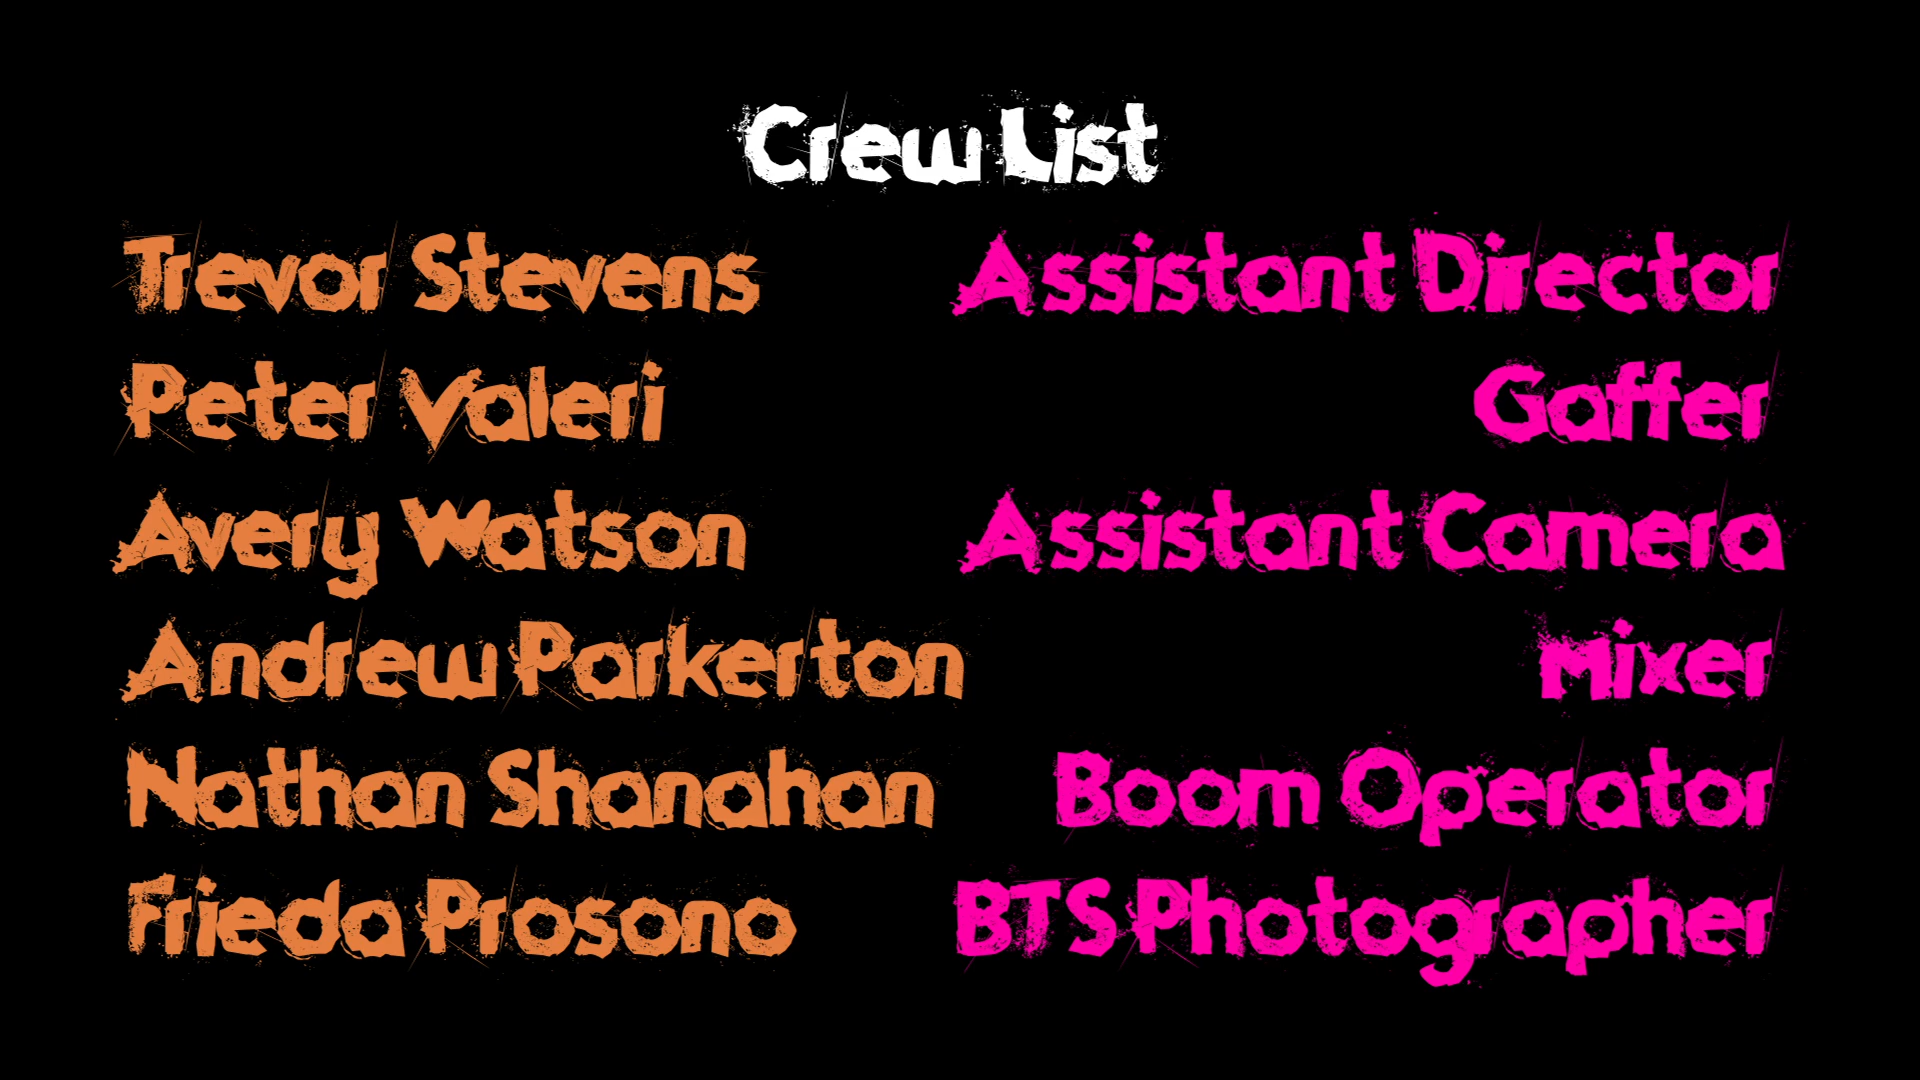 Crew List
Trevor Stevens Assistant Director
Peter Valeri Gaffer
Avery Watson Assistant Camera
Andrew Parkerton mixer
Nathan Shanahan Boom Operator
Frieda Prosono BTS Photographer